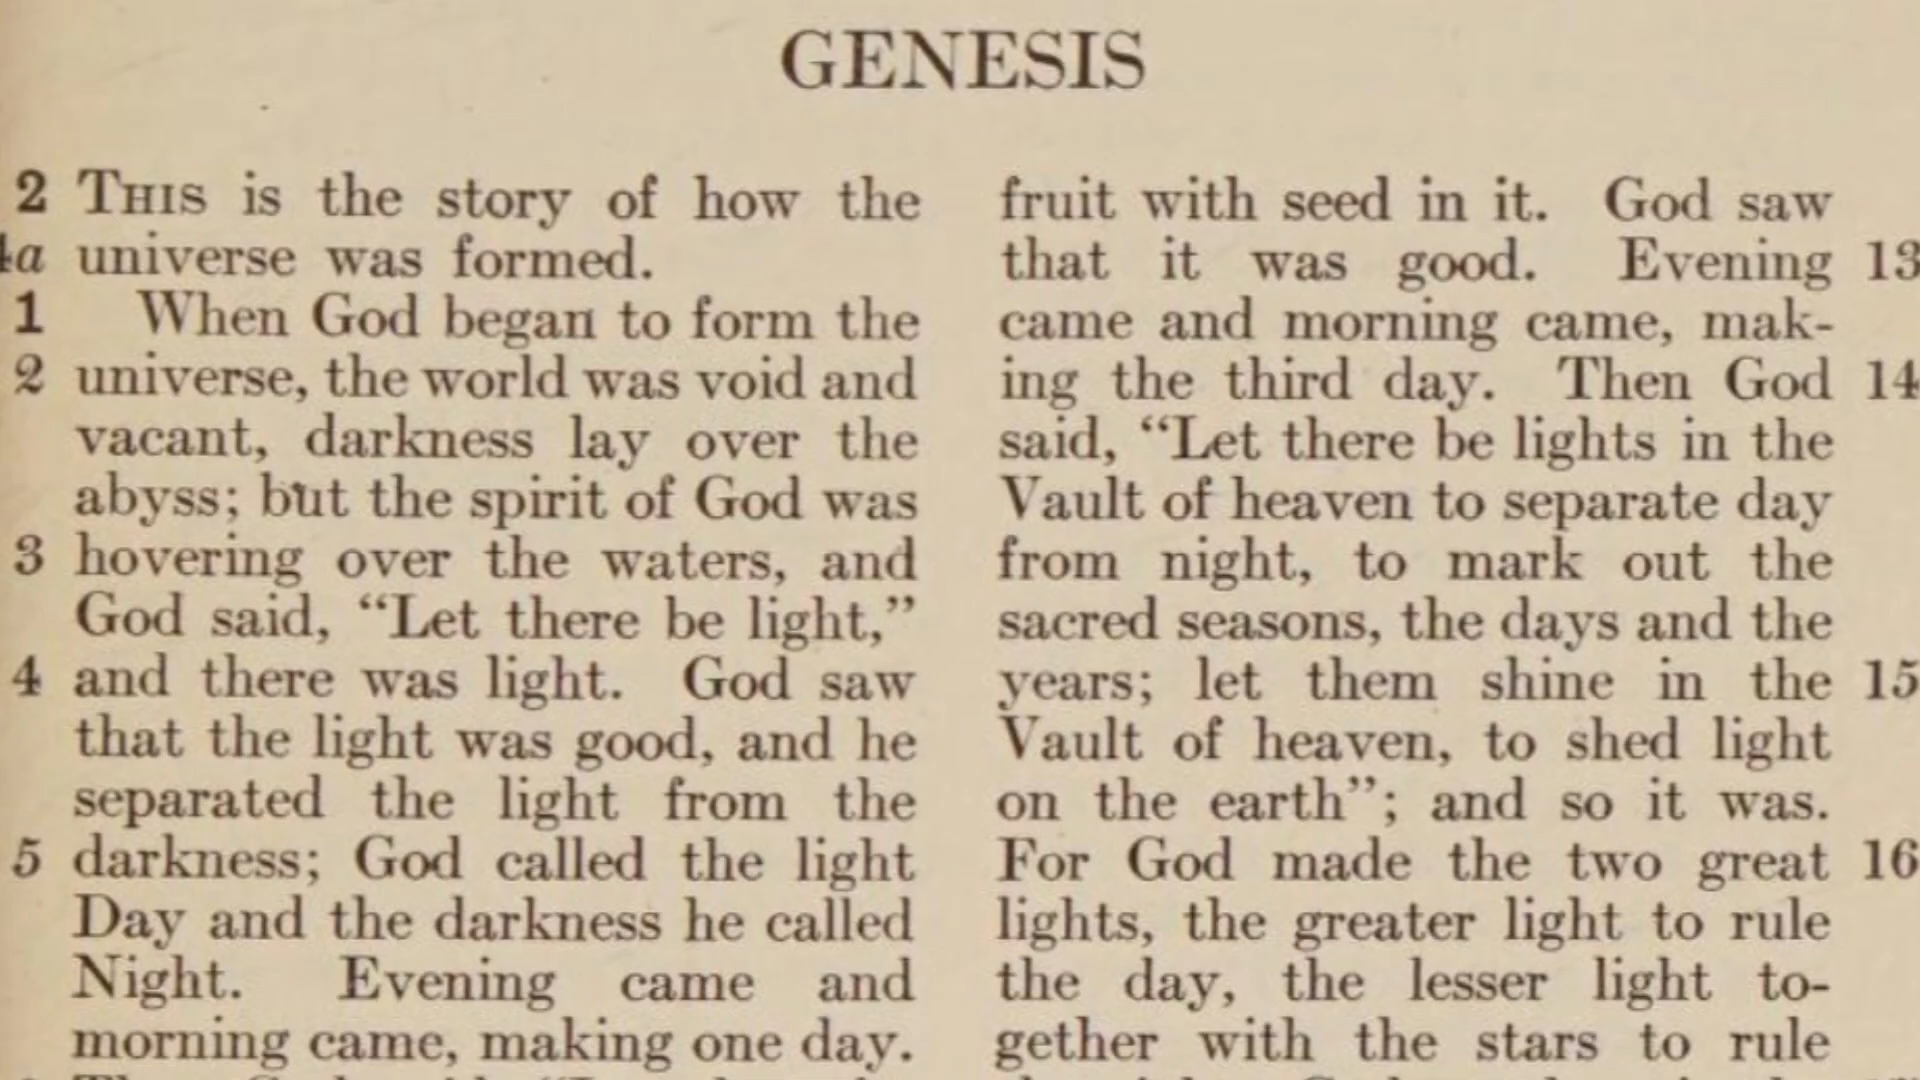 GENESIS
2 THIS is the story of how the
4a universe was formed.
1 When God began to form the
2 universe, the world was void and
vacant, darkness lay over the
abyss; but the spirit of God was
3 hovering over the waters, and
God said, “Let there be light,”
4 and there was light. God saw
that the light was good, and he
separated the light from the
5 darkness; God called the light
Day and the darkness he called
Night. Evening came and
morning came, making one day.
fruit with seed in it. God saw
that it was good. Evening 13
came and morning came, mak-
ing the third day. Then God 14
said, “Let there be lights in the
Vault of heaven to separate day
from night, to mark out the
sacred seasons, the days and the
years; let them shine in the 15
Vault of heaven, to shed light
on the earth”; and so it was.
For God made the two great 16
lights, the greater light to rule
the day, the lesser light to-
gether with the stars to rule